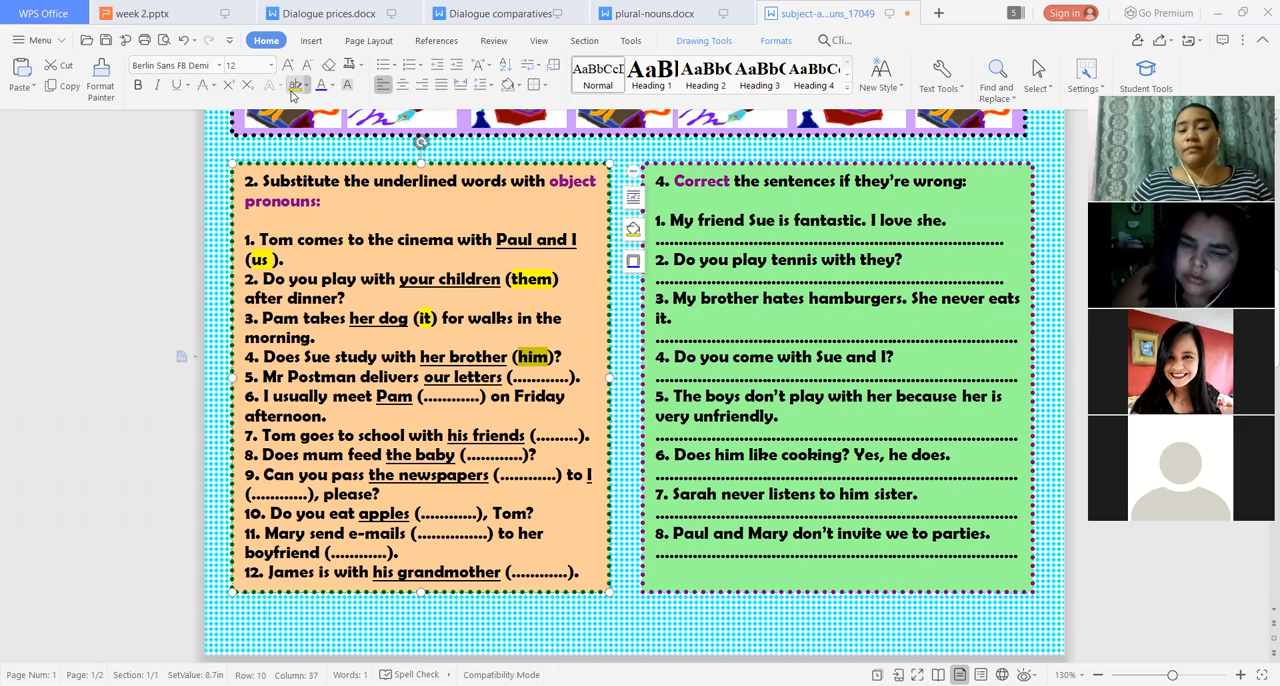 WPS Office
week 2.pptx
Dialogue prices.docx
Dialogue comparatives
plural-nouns.docx
subject-a...uns_17049
S
Sign in
Go Premium
Menu
Home
Insert
Page Layout
References
Review
View
Section
Tools
Drawing Tools
Formats
Cli...
Paste
Cut
Copy
Format Painter
Berlin Sans FB Demi
12
AaBbCcI
Normal
AaBl
Heading 1
AaBb(
Heading 2
AaBbC
Heading 3
AaBbC
Heading 4
New Style
Text Tools
Find and Replace
Select
Settings
Student Tools
2. Substitute the underlined words with object
pronouns:
1. Tom comes to the cinema with Paul and I
(us ).
2. Do you play with your children (them)
after dinner?
3. Pam takes her dog (it) for walks in the
morning.
4. Does Sue study with her brother (him)?
5. Mr Postman delivers our letters (...........).
6. I usually meet Pam (...........) on Friday
afternoon.
7. Tom goes to school with his friends (.........).
8. Does mum feed the baby (............)?
9. Can you pass the newspapers (............) to I
(............), please?
10. Do you eat apples (............), Tom?
11. Mary send e-mails (..............) to her
boyfriend (............).
12. James is with his grandmother (............).
4. Correct the sentences if they're wrong:
1. My friend Sue is fantastic. I love she.
2. Do you play tennis with they?
3. My brother hates hamburgers. She never eats
it.
4. Do you come with Sue and I?
5. The boys don't play with her because her is
very unfriendly.
6. Does him like cooking? Yes, he does.
7. Sarah never listens to him sister.
8. Paul and Mary don't invite we to parties.
Page Num: 1
Page: 1/2
Section: 1/1
SetValue: 8.7in
Row: 10
Column: 37
Words: 1
Spell Check
Compatibility Mode
130%